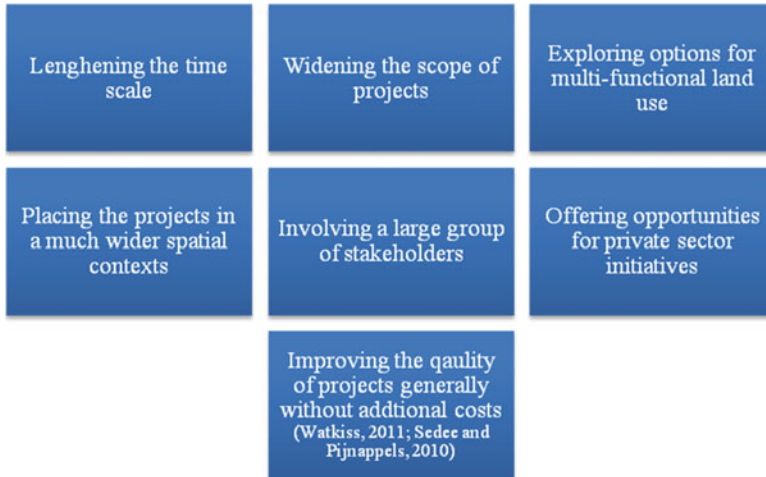 Lenghening the time
scale
Widening the scope of
projects
Exploring options for
multi-functional land
use
Placing the projects in
a much wider spatial
contexts
Involving a large group
of stakeholders
Offering opportunities
for private sector
initiatives
Improving the qaulity
of projects generally
without addtional costs
(Watkiss, 2011; Sedee and
Pijnappels, 2010)